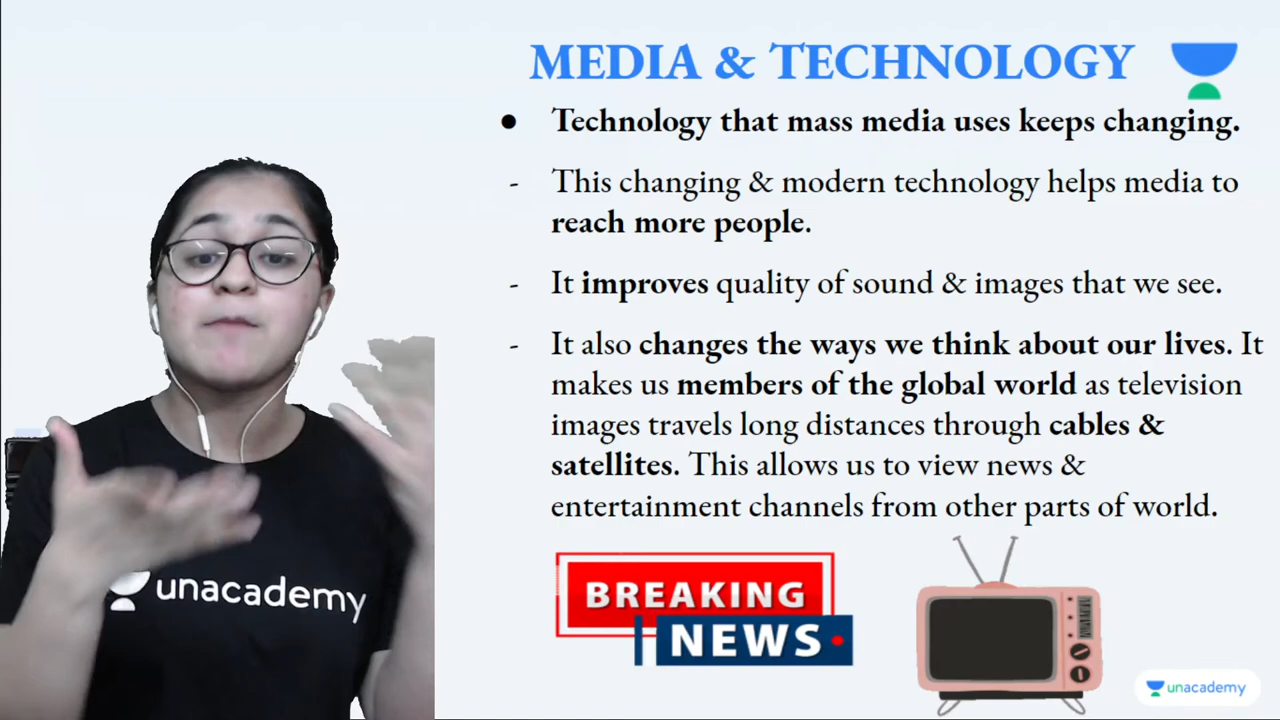 MEDIA & TECHNOLOGY
● Technology that mass media uses keeps changing.
- This changing & modern technology helps media to
reach more people.
- It improves quality of sound & images that we see.
- It also changes the ways we think about our lives. It
makes us members of the global world as television
images travels long distances through cables &
satellites. This allows us to view news &
entertainment channels from other parts of world.
unacademy
BREAKING
NEWS
unacademy